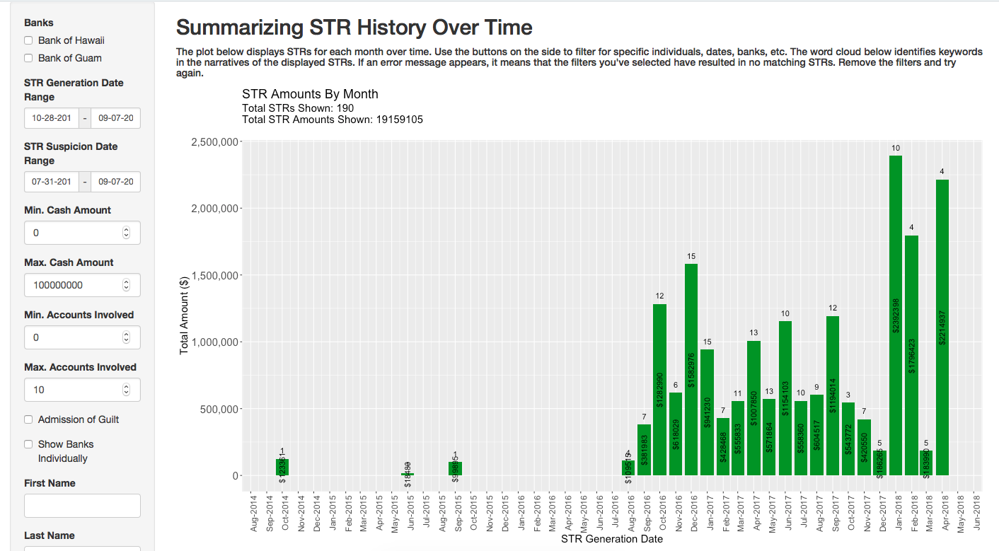 Banks
Bank of Hawaii
Bank of Guam
STR Generation Date
Range
10-28-201 - 09-07-20
STR Suspicion Date
Range
07-31-201 - 09-07-20
Min. Cash Amount
0
Max. Cash Amount
100000000
Min. Accounts Involved
0
Max. Accounts Involved
10
Admission of Guilt
Show Banks
Individually
First Name
Last Name
Summarizing STR History Over Time
The plot below displays STRs for each month over time. Use the buttons on the side to filter for specific individuals, dates, banks, etc. The word cloud below identifies keywords
in the narratives of the displayed STRs. If an error message appears, it means that the filters you've selected have resulted in no matching STRs. Remove the filters and try
again.
STR Amounts By Month
Total STRs Shown: 190
Total STR Amounts Shown: 19159105
Total Amount ($)
2,500,000
2,000,000
1,500,000
1,000,000
500,000
0
1
$123361
$18480
1
$99895
4
$109515
7
$381983
12
$1282990
6
$618029
15
$1582976
15
$941230
7
$428468
11
$555833
13
$1007850
13
$571864
10
$1154103
10
$558360
9
$604517
12
$1194014
3
$543772
7
$420550
5
$186265
10
$2392398
4
$1796423
5
$183990
4
$2214937
Aug-2014
Sep-2014
Oct-2014
Nov-2014
Dec-2014
Jan-2015
Feb-2015
Mar-2015
Apr-2015
May-2015
Jun-2015
Jul-2015
Aug-2015
Sep-2015
Oct-2015
Nov-2015
Dec-2015
Jan-2016
Feb-2016
Mar-2016
Apr-2016
May-2016
Jun-2016
Jul-2016
Aug-2016
Sep-2016
Oct-2016
Nov-2016
Dec-2016
Jan-2017
Feb-2017
Mar-2017
Apr-2017
May-2017
Jun-2017
Jul-2017
Aug-2017
Sep-2017
Oct-2017
Nov-2017
Dec-2017
Jan-2018
Feb-2018
Mar-2018
Apr-2018
May-2018
Jun-2018
STR Generation Date